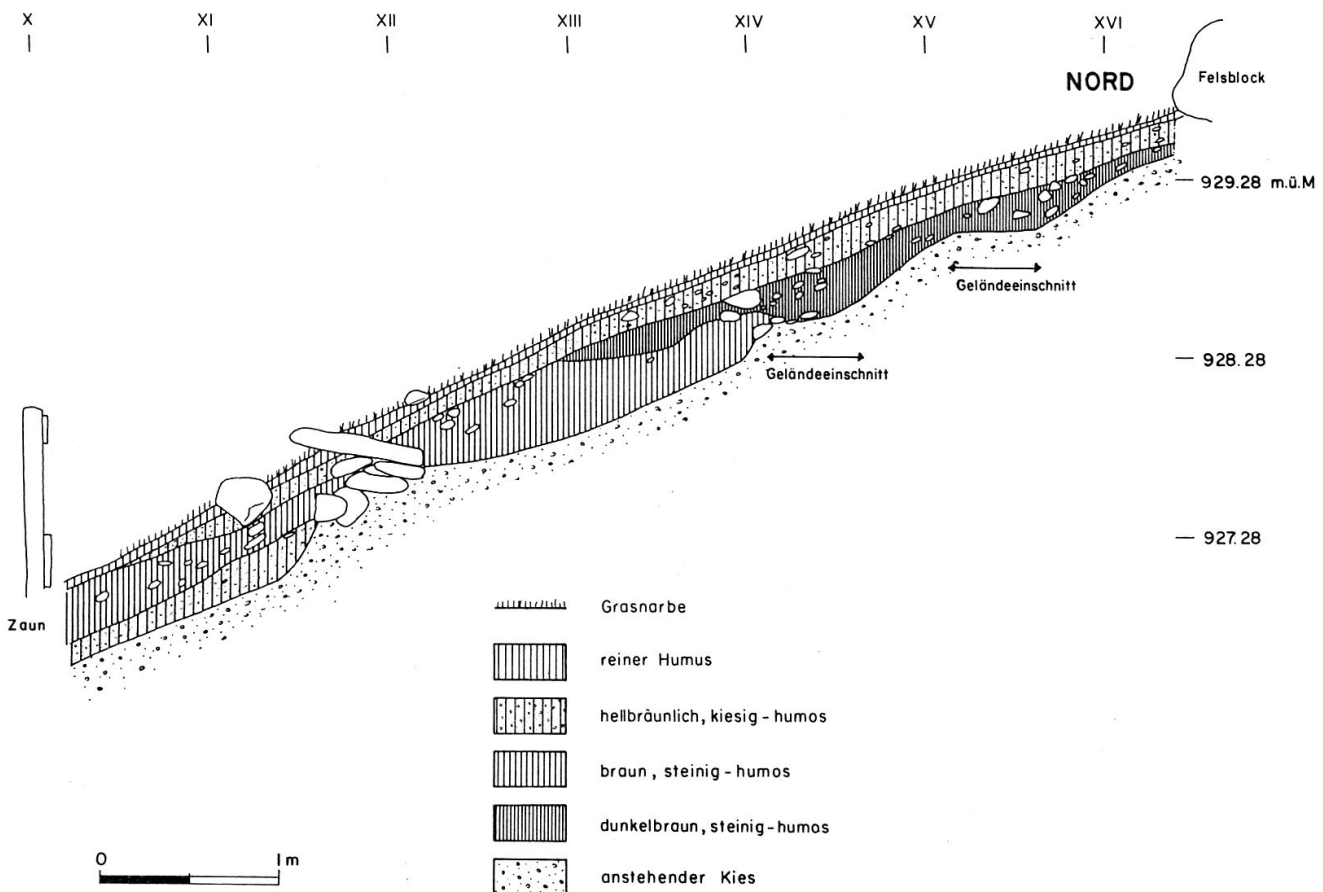 X XI XII XIII XIV XV XVI
NORD
Felsblock
929.28 m.ü.M
Geländeeinschnitt
928.28
Geländeeinschnitt
927.28
Zaun
Grasnarbe
reiner Humus
hellbräunlich, kiesig-humos
braun, steinig-humos
dunkelbraun, steinig-humos
0 1m
anstehender Kies